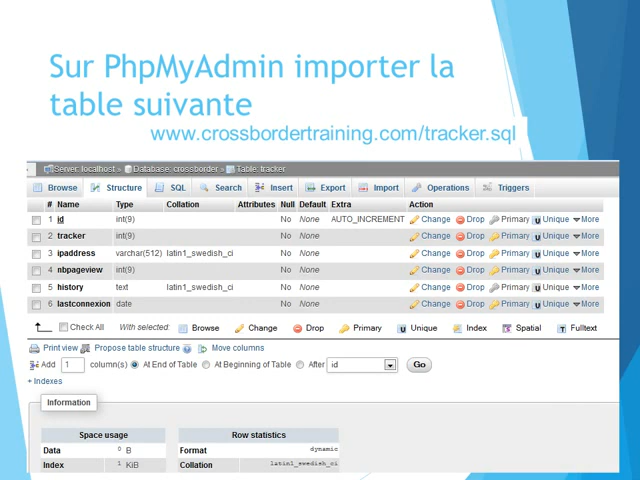 Sur PhpMyAdmin importer la
table suivante
www.crossbordertraining.com/tracker.sql
Server: localhost » Database: crossborder » Table: tracker
Browse Structure SQL Search Insert Export Import Operations Triggers
# Name Type Collation Attributes Null Default Extra Action
1 id int(9) No None AUTO_INCREMENT Change Drop Primary Unique More
2 tracker int(9) No None Change Drop Primary Unique More
3 ipaddress varchar(512) latin1_swedish_ci No None Change Drop Primary Unique More
4 nbpageview int(9) No None Change Drop Primary Unique More
5 history text latin1_swedish_ci No None Change Drop Primary Unique More
6 lastconnexion date No None Change Drop Primary Unique More
Check All With selected: Browse Change Drop Primary Unique Index Spatial Fulltext
Print view Propose table structure Move columns
Add 1 column(s) At End of Table At Beginning of Table After id Go
+ Indexes
Information
Space usage Row statistics
Data 0 B Format dynamic
Index 1 KiB Collation latin1_swedish_ci